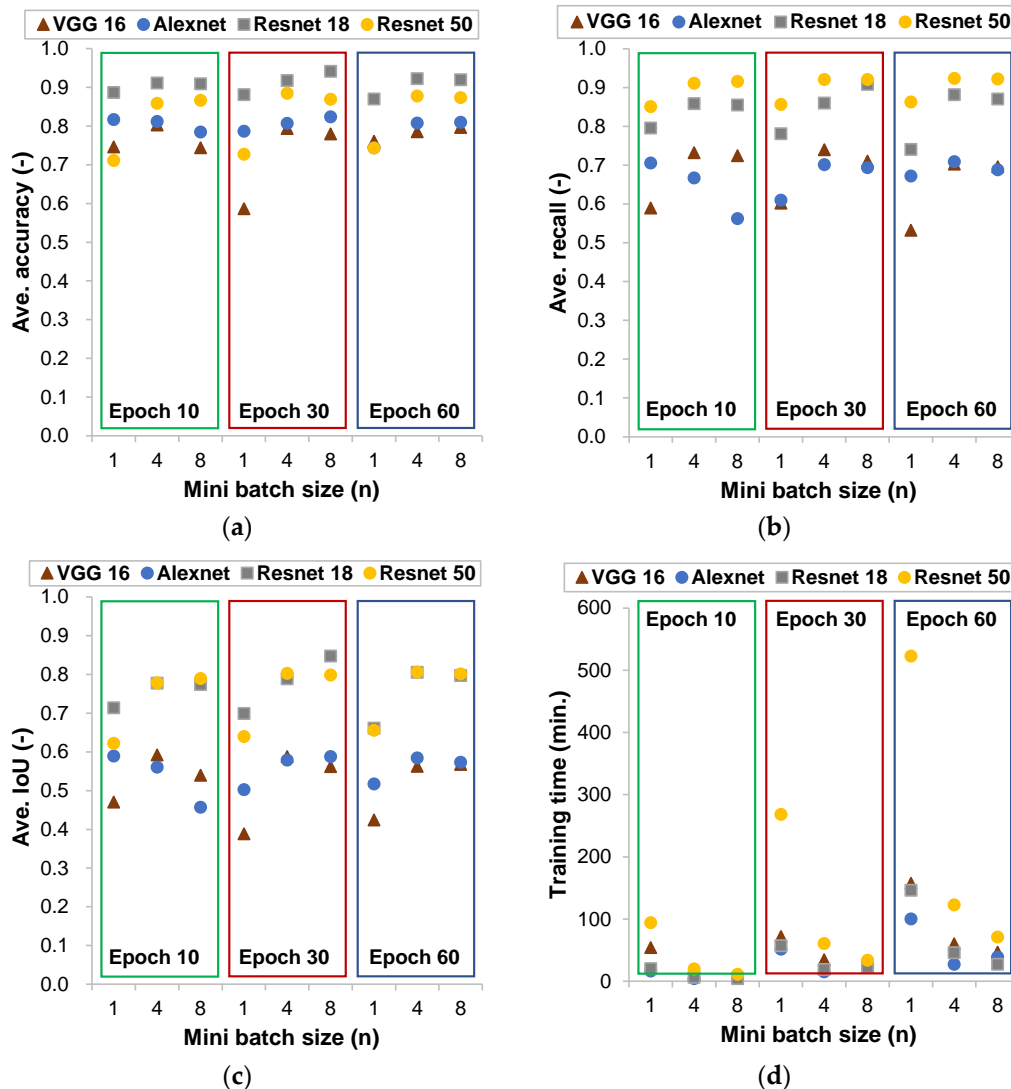 VGG 16 Alexnet Resnet 18 Resnet 50
1.0
0.9
0.8
0.7
0.6
0.5
0.4
0.3
0.2
0.1
0.0
Ave. accuracy (-)
Epoch 10 Epoch 30 Epoch 60
1 4 8 1 4 8 1 4 8
Mini batch size (n)
(a)
VGG 16 Alexnet Resnet 18 Resnet 50
1.0
0.9
0.8
0.7
0.6
0.5
0.4
0.3
0.2
0.1
0.0
Ave. recall (-)
Epoch 10 Epoch 30 Epoch 60
1 4 8 1 4 8 1 4 8
Mini batch size (n)
(b)
VGG 16 Alexnet Resnet 18 Resnet 50
1.0
0.9
0.8
0.7
0.6
0.5
0.4
0.3
0.2
0.1
0.0
Ave. IoU (-)
Epoch 10 Epoch 30 Epoch 60
1 4 8 1 4 8 1 4 8
Mini batch size (n)
(c)
VGG 16 Alexnet Resnet 18 Resnet 50
600
500
400
300
200
100
0
Training time (min.)
Epoch 10 Epoch 30 Epoch 60
1 4 8 1 4 8 1 4 8
Mini batch size (n)
(d)